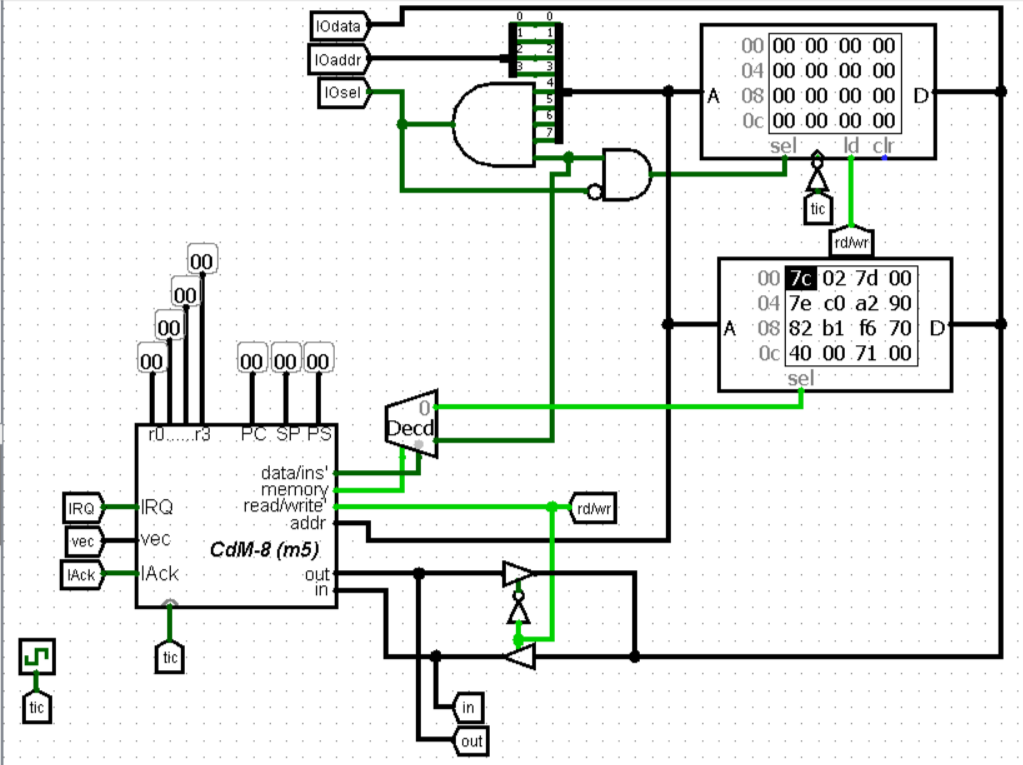 IOdata
IOaddr
IOsel
0 0
1 1
2 2
3 3
4
5
6
7
00 00 00 00 00
04 00 00 00 00
08 00 00 00 00
0c 00 00 00 00
A D
sel ld clr
tic
rd/wr
00 7c 02 7d 00
04 7e c0 a2 90
08 82 b1 f6 70
0c 40 00 71 00
A D
sel
00
00
00
00 00 00 00
0
Decd
r0......r3 PC SP PS
data/ins'
memory
read/write'
addr
rd/wr
IRQ IRQ
vec vec
IAck IAck
CdM-8 (m5)
out
in
tic
tic
in
out